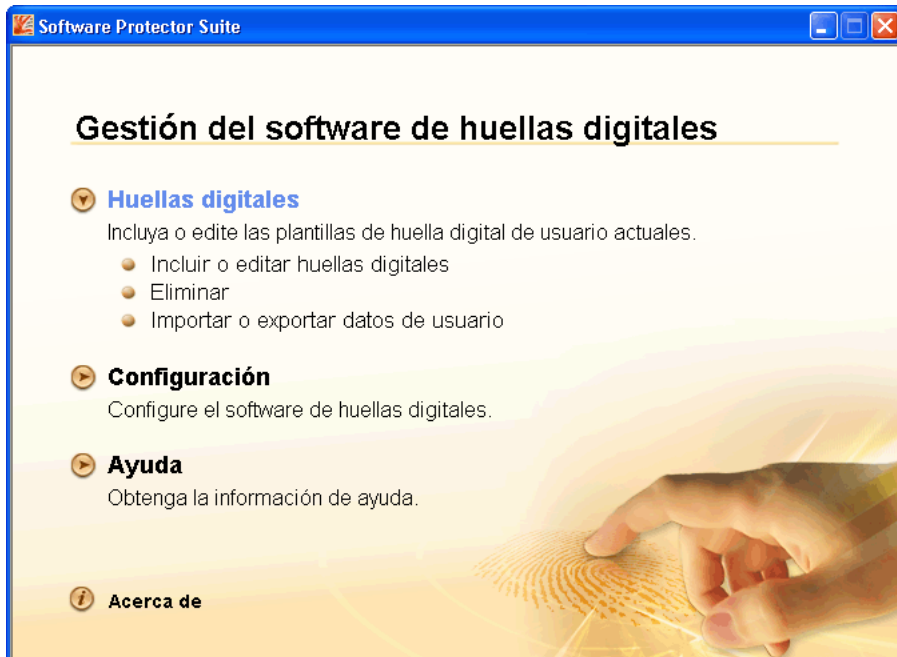 Software Protector Suite
Gestión del software de huellas digitales
Huellas digitales
Incluya o edite las plantillas de huella digital de usuario actuales.
Incluir o editar huellas digitales
Eliminar
Importar o exportar datos de usuario
Configuración
Configure el software de huellas digitales.
Ayuda
Obtenga la información de ayuda.
Acerca de